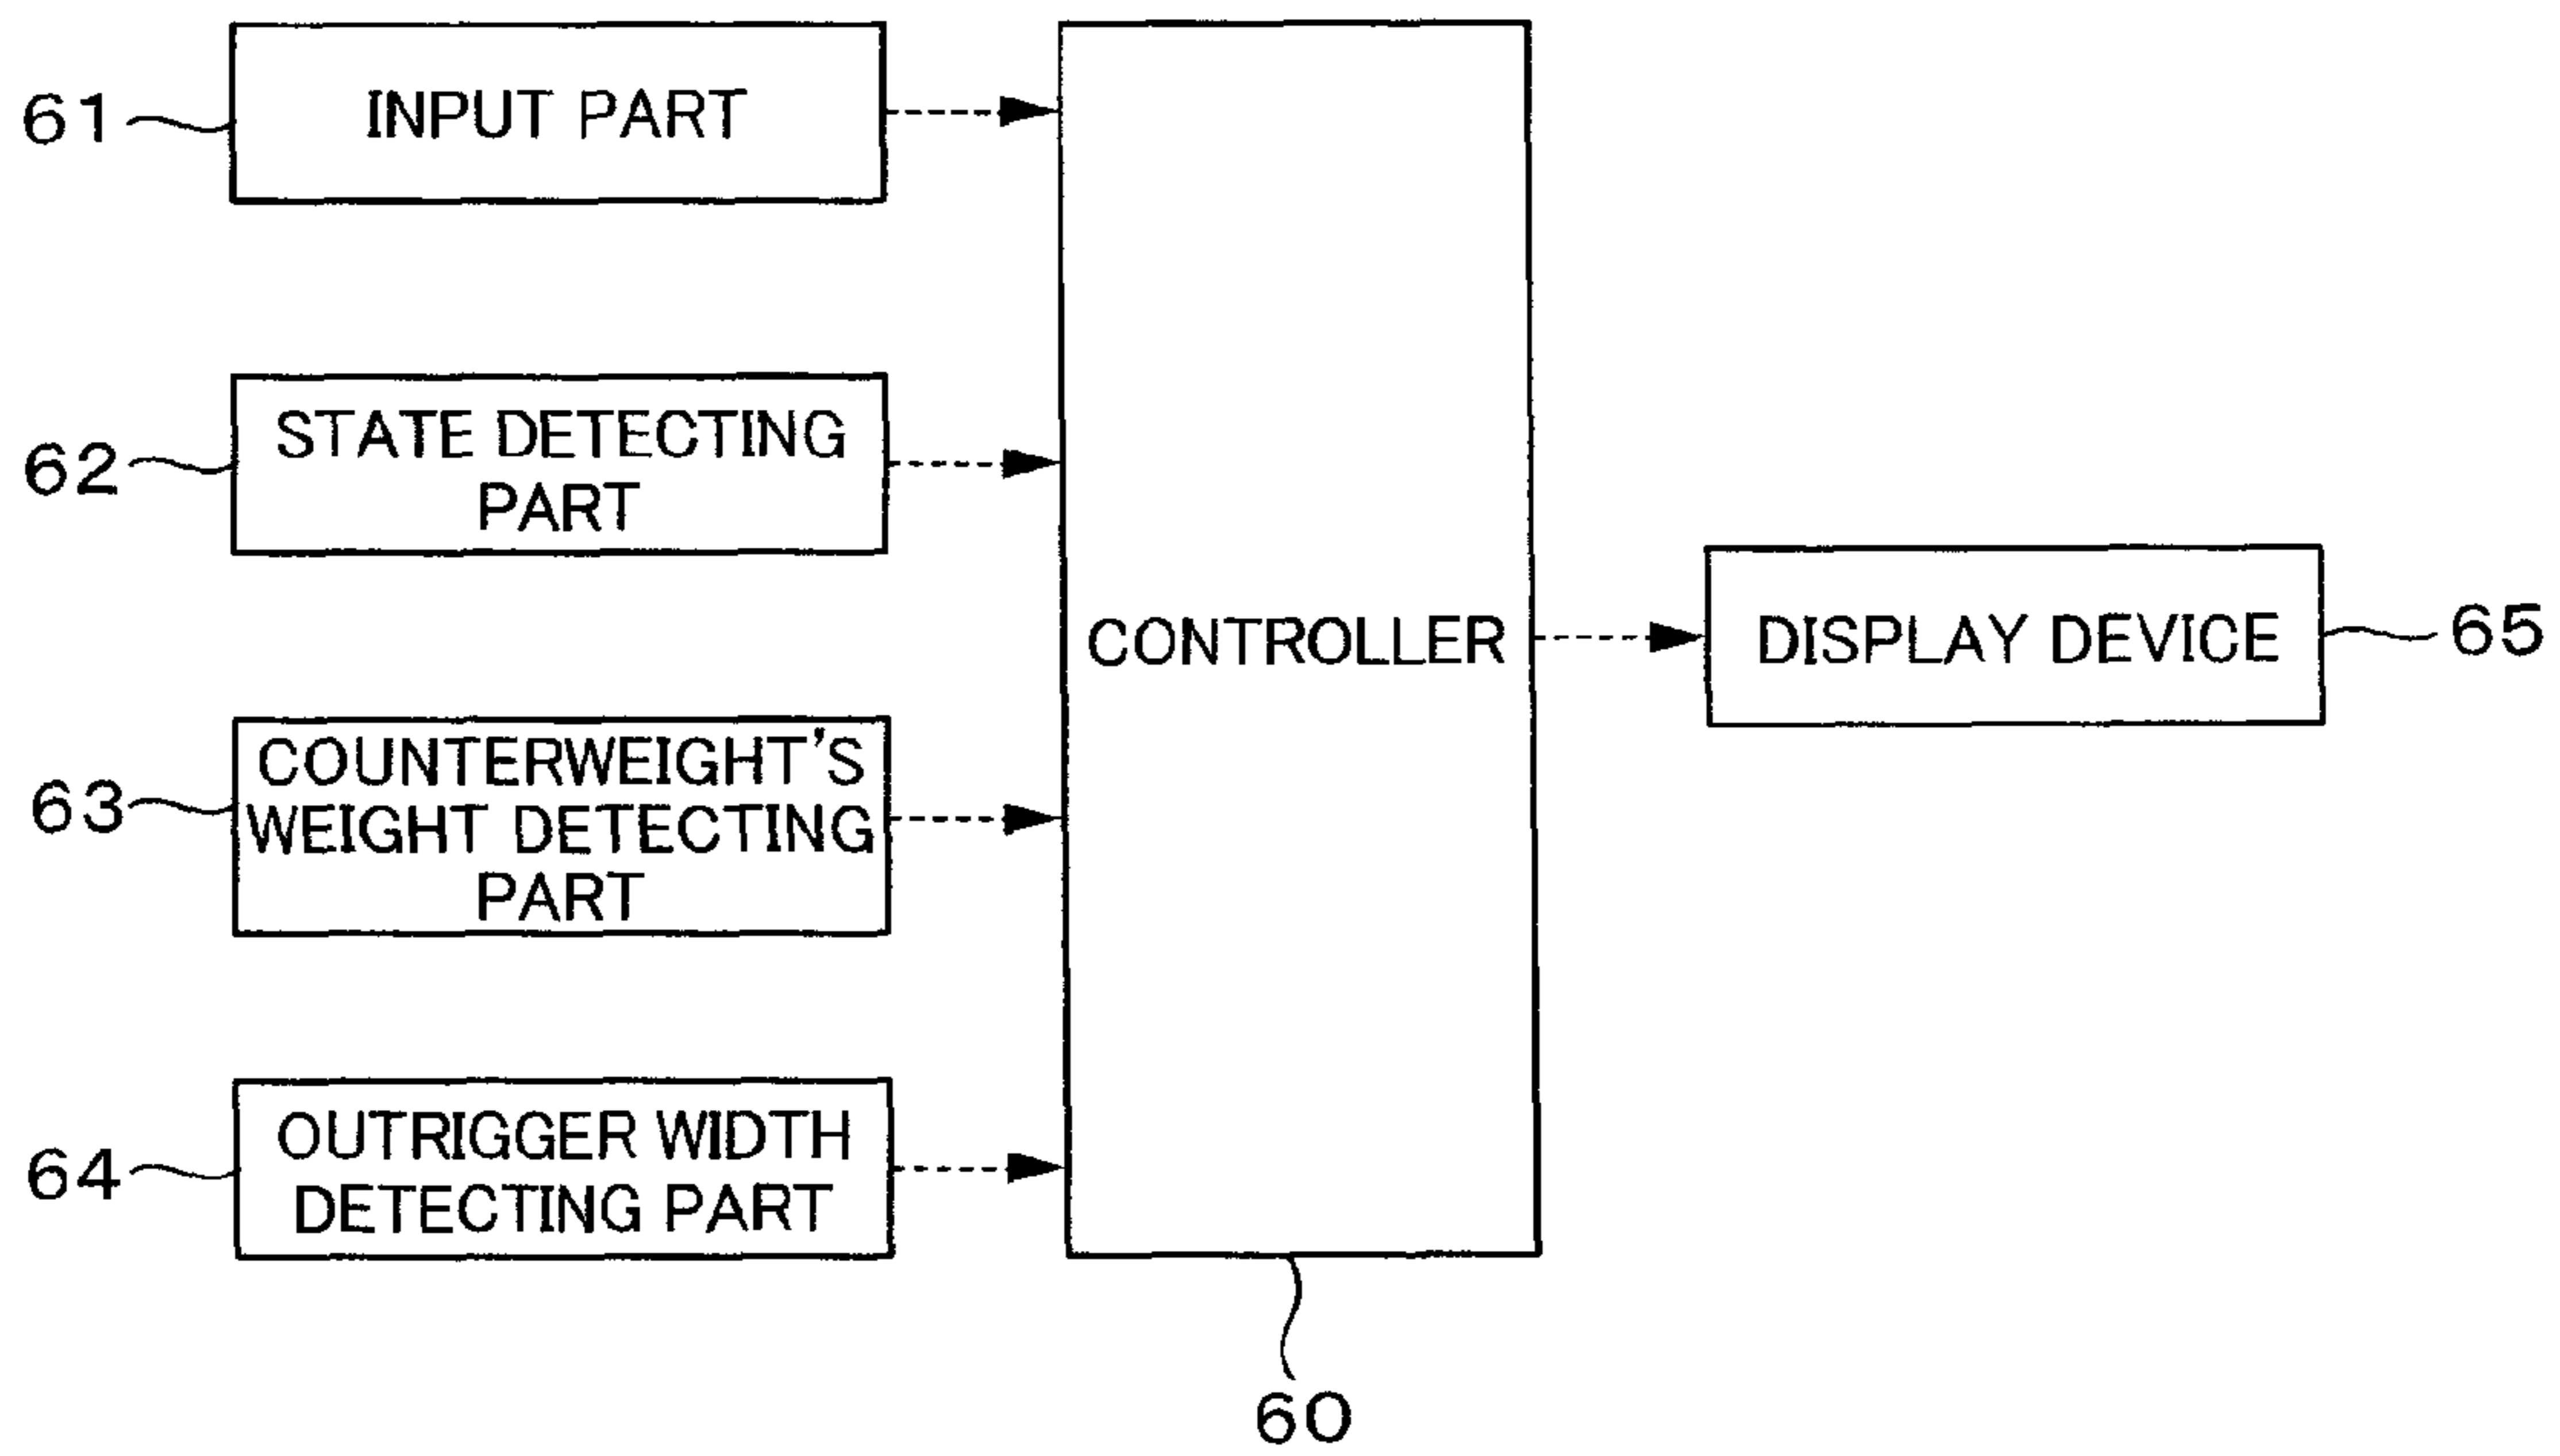 61
INPUT PART
62
STATE DETECTING
PART
63
COUNTERWEIGHT'S
WEIGHT DETECTING
PART
64
OUTRIGGER WIDTH
DETECTING PART
CONTROLLER
60
DISPLAY DEVICE
65